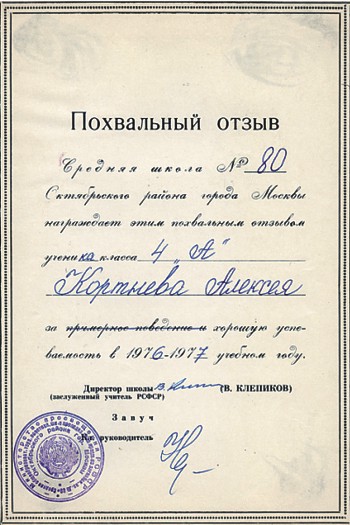 Похвальный отзыв
Средняя школа № 80
Октябрьского района города Москвы
награждает этим похвальным отзывом
ученика класса 4 „А"
Кортнева Алексея
за примерное поведение и хорошую успе-
ваемость в 1976-1977 учебном году.
Директор школы (В. КЛЕПИКОВ)
(заслуженный учитель РСФСР)
Завуч
Кл. руководитель